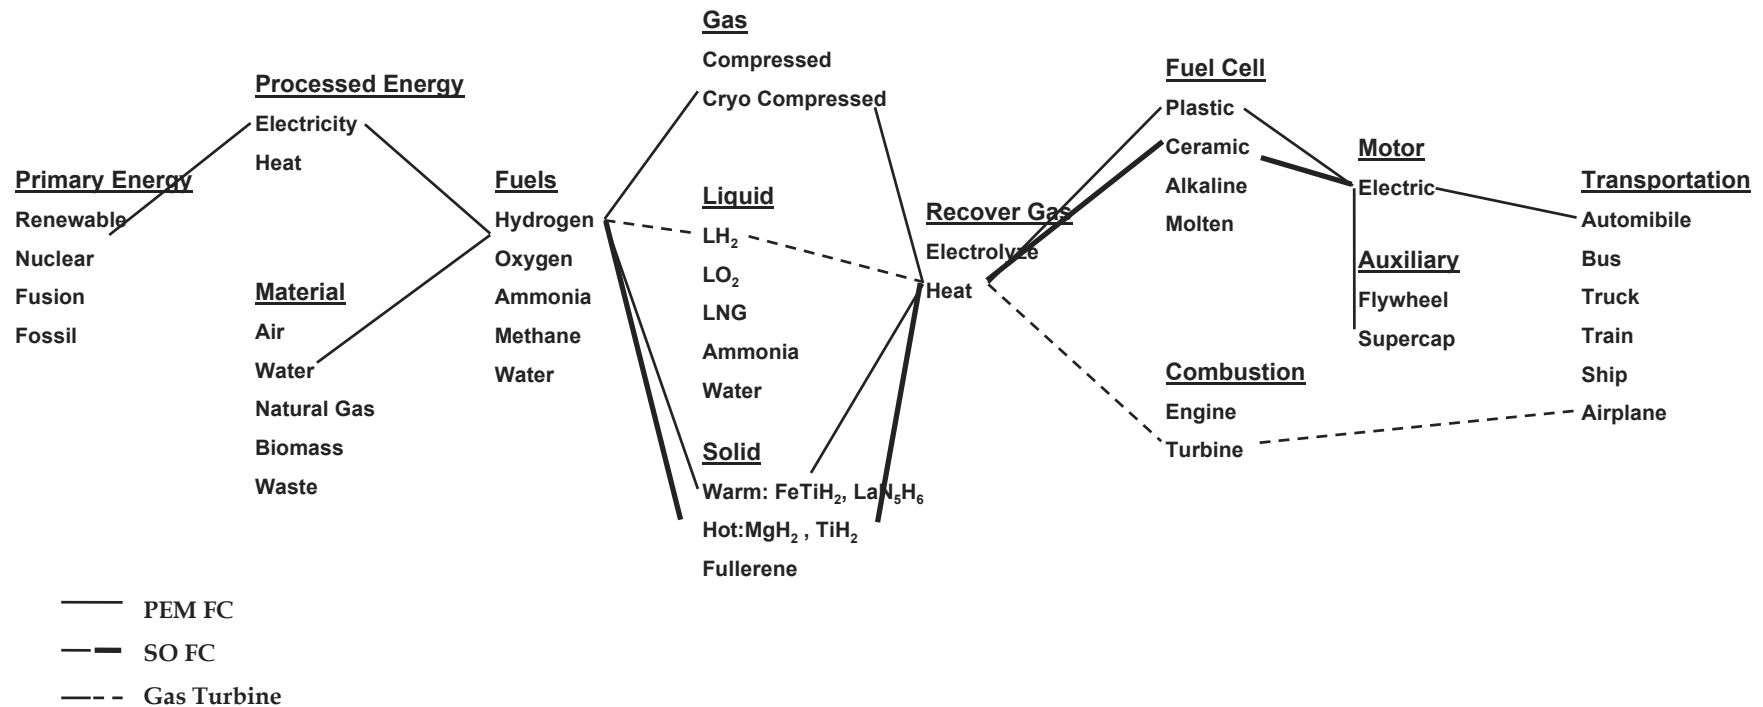 Primary Energy
Renewable
Nuclear
Fusion
Fossil
Processed Energy
Electricity
Heat
Material
Air
Water
Natural Gas
Biomass
Waste
Fuels
Hydrogen
Oxygen
Ammonia
Methane
Water
Gas
Compressed
Cryo Compressed
Liquid
LH₂
LO₂
LNG
Ammonia
Water
Solid
Warm: FeTiH₂, LaN₅H₆
Hot:MgH₂ , TiH₂
Fullerene
Recover Gas
Electrolyze
Heat
Fuel Cell
Plastic
Ceramic
Alkaline
Molten
Combustion
Engine
Turbine
Motor
Electric
Auxiliary
Flywheel
Supercap
Transportation
Automibile
Bus
Truck
Train
Ship
Airplane
PEM FC
SO FC
Gas Turbine